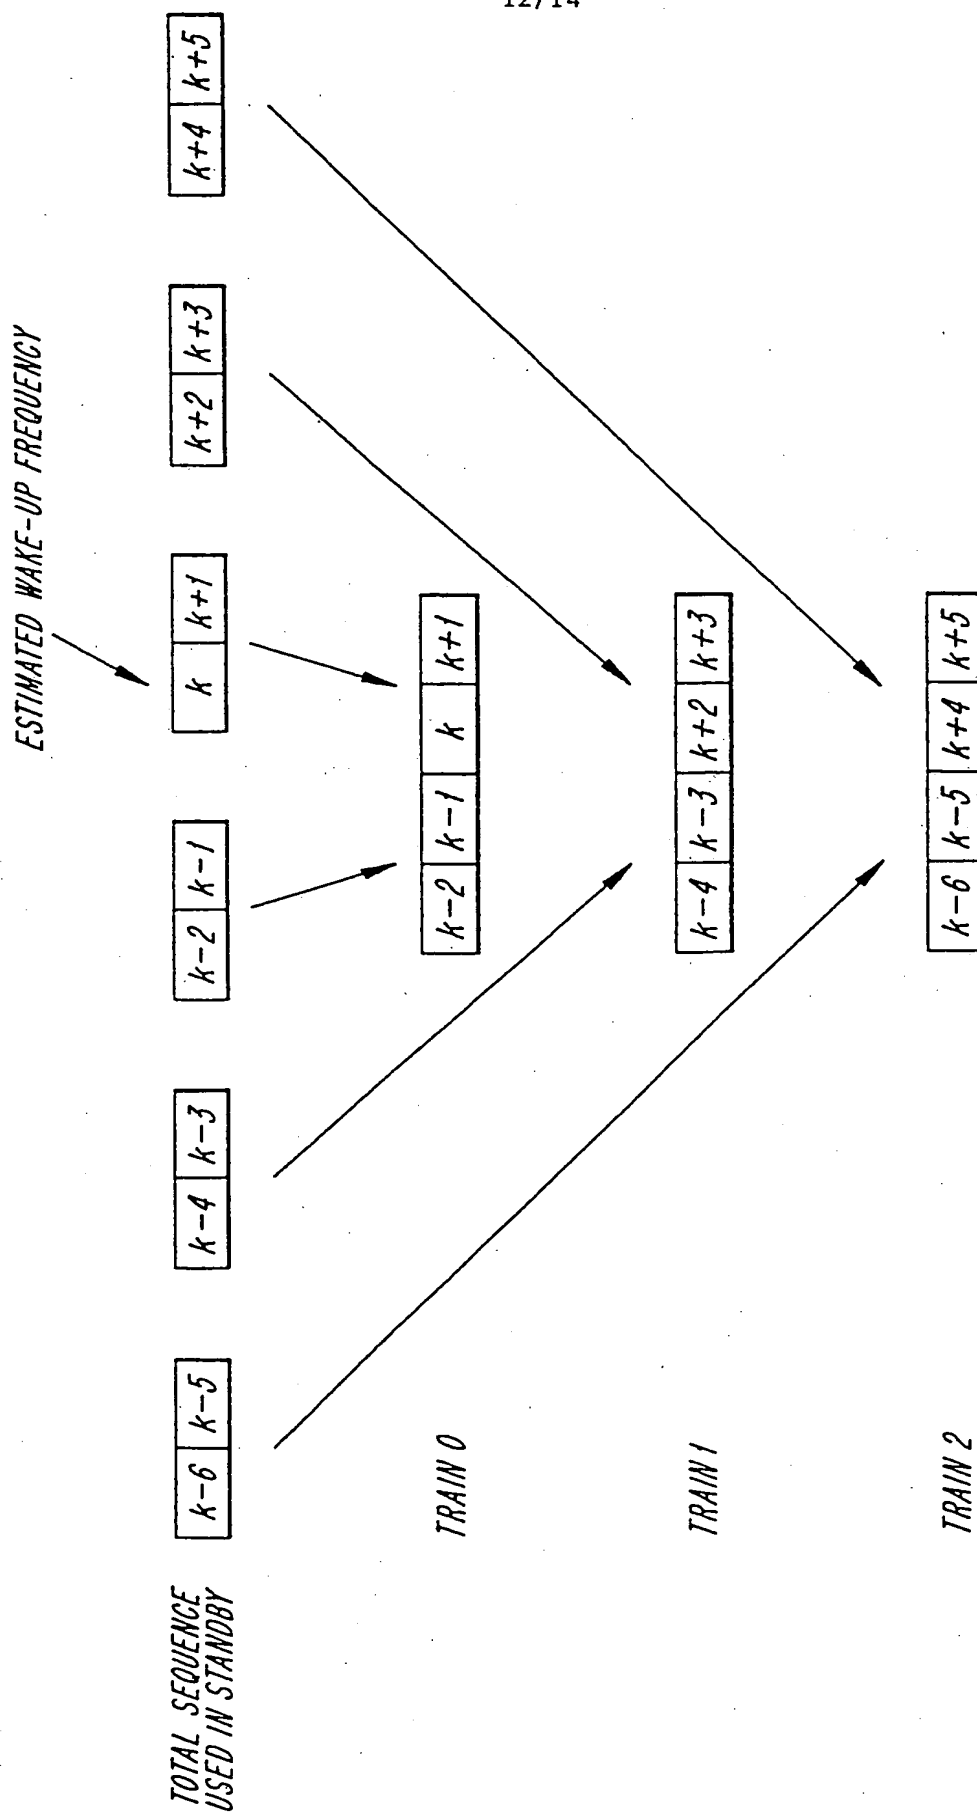 12/14
ESTIMATED WAKE-UP FREQUENCY
TOTAL SEQUENCE
USED IN STANDBY
k-6 k-5 k-4 k-3 k-2 k-1 k k+1 k+2 k+3 k+4 k+5
TRAIN 0
k-2 k-1 k k+1
TRAIN 1
k-4 k-3 k+2 k+3
TRAIN 2
k-6 k-5 k+4 k+5